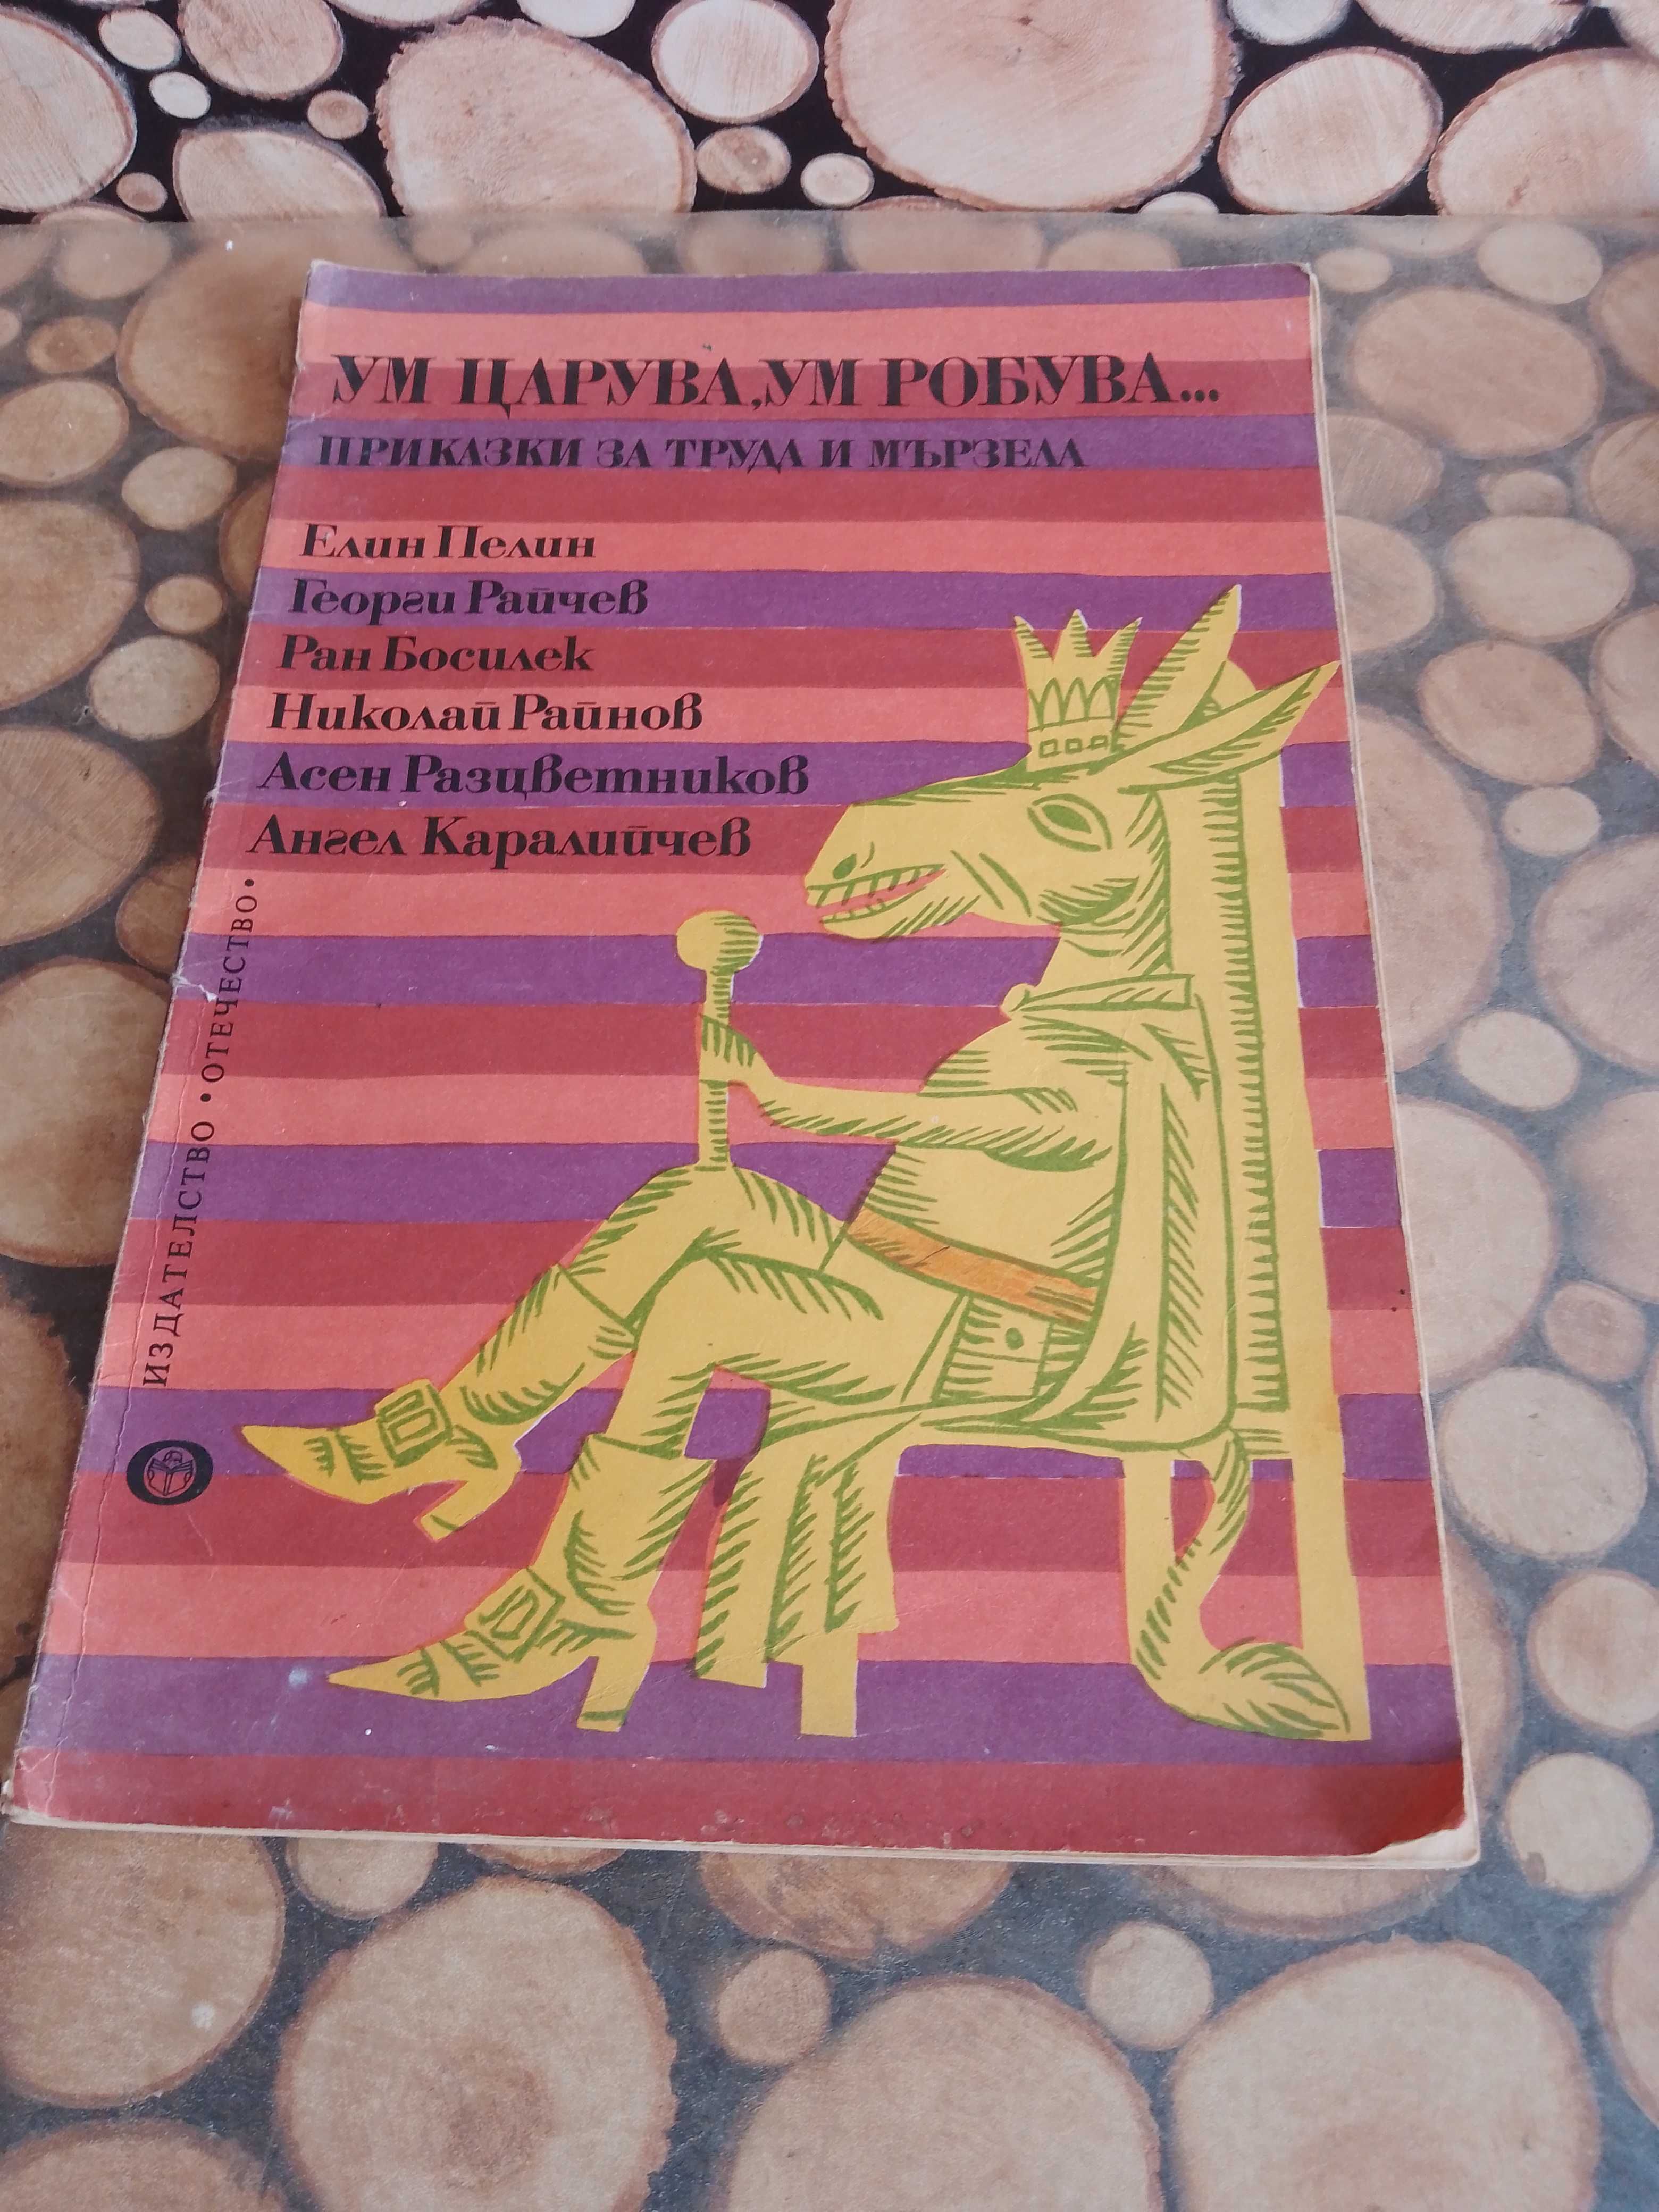 УМ ЦАРУВА, УМ РОБУВА...
ПРИКАЗКИ ЗА ТРУДА И МЪРЗЕЛА
Елин Пелин
Георги Райчев
Ран Босилек
Николай Райнов
Асен Разцветников
Ангел Каралийчев
ИЗДАТЕЛСТВО • ОТЕЧЕСТВО •